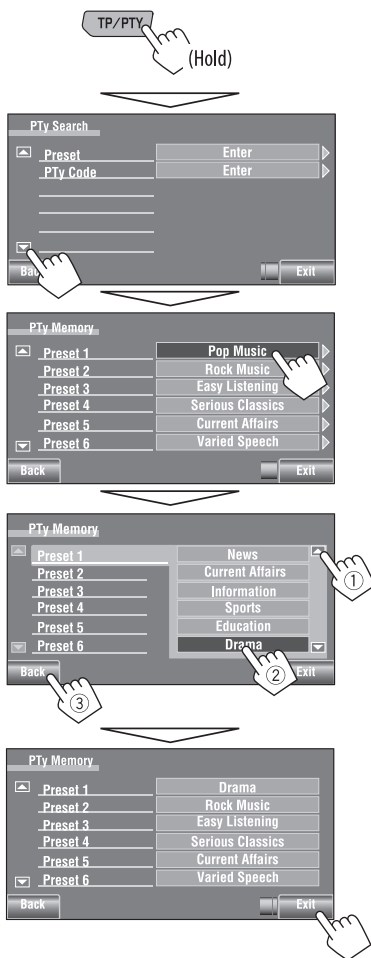 TP/PTY
(Hold)
PTy Search
Preset Enter
PTy Code Enter
Back Exit
PTy Memory
Preset 1 Pop Music
Preset 2 Rock Music
Preset 3 Easy Listening
Preset 4 Serious Classics
Preset 5 Current Affairs
Preset 6 Varied Speech
Back Exit
PTy Memory
Preset 1 News
Preset 2 Current Affairs
Preset 3 Information
Preset 4 Sports
Preset 5 Education
Preset 6 Drama
Back Exit
①
②
③
PTy Memory
Preset 1 Drama
Preset 2 Rock Music
Preset 3 Easy Listening
Preset 4 Serious Classics
Preset 5 Current Affairs
Preset 6 Varied Speech
Back Exit